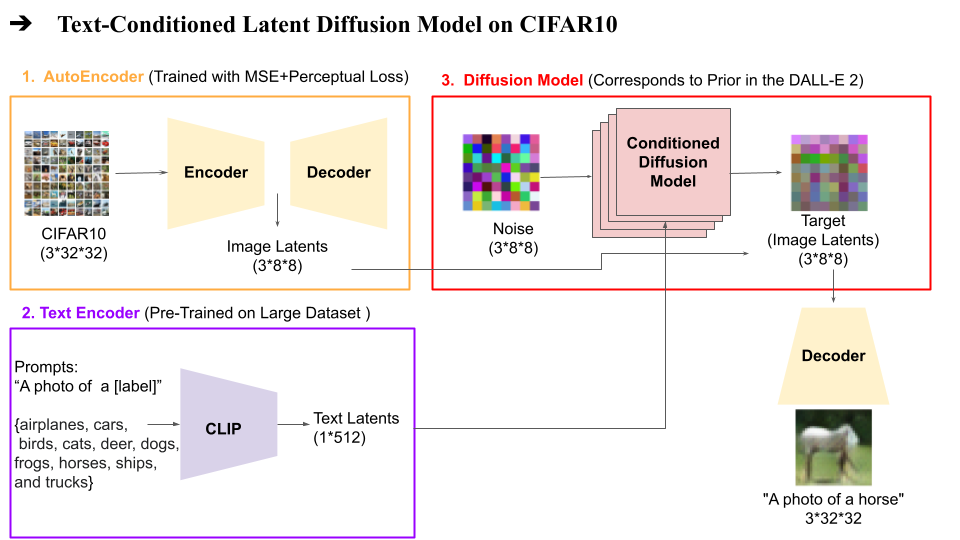 ➔ Text-Conditioned Latent Diffusion Model on CIFAR10
1. AutoEncoder (Trained with MSE+Perceptual Loss)
Encoder
Decoder
CIFAR10
(3*32*32)
Image Latents
(3*8*8)
2. Text Encoder (Pre-Trained on Large Dataset )
Prompts:
“A photo of a [label]”
{airplanes, cars,
birds, cats, deer, dogs,
frogs, horses, ships,
and trucks}
CLIP
Text Latents
(1*512)
3. Diffusion Model (Corresponds to Prior in the DALL-E 2)
Noise
(3*8*8)
Conditioned
Diffusion
Model
Target
(Image Latents)
(3*8*8)
Decoder
"A photo of a horse"
3*32*32